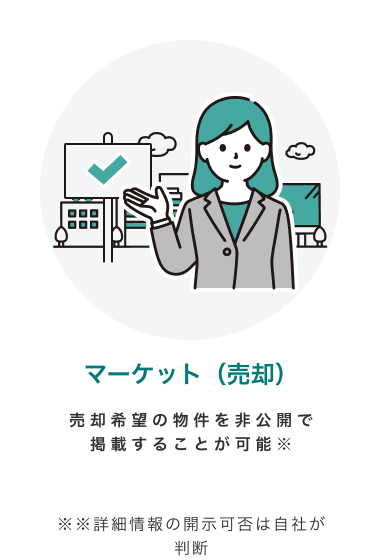 マーケット（売却）
売却希望の物件を非公開で
掲載することが可能※
※※詳細情報の開示可否は自社が
判断